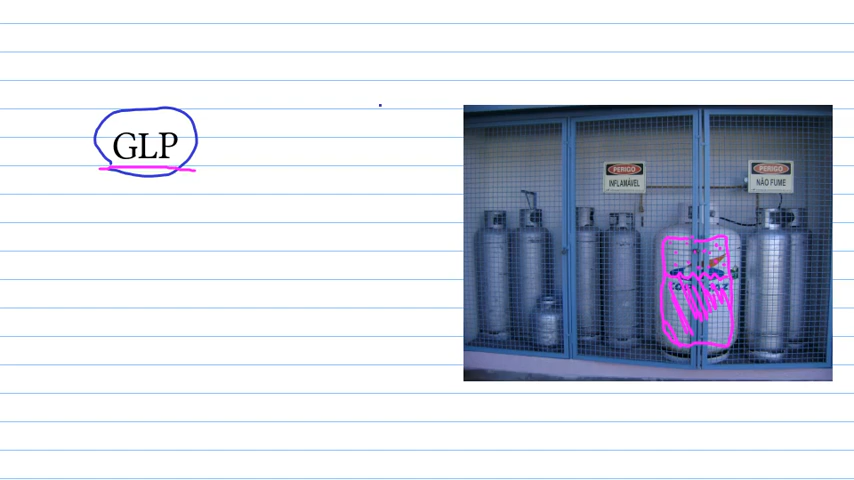 GLP
PERIGO
INFLAMÁVEL
PERIGO
NÃO FUME